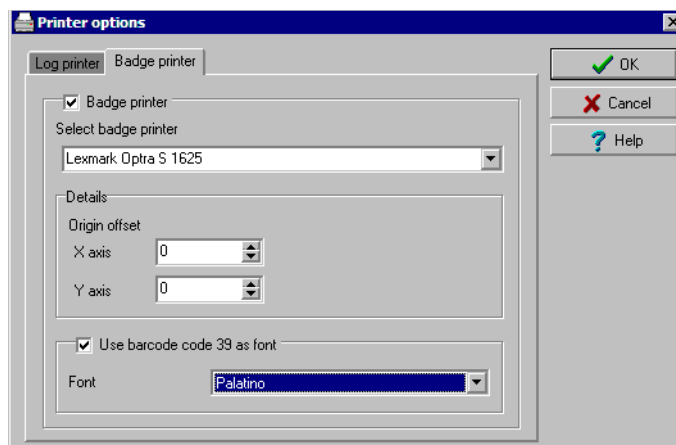 Printer options
Log printer Badge printer
OK
Cancel
Help
Badge printer
Select badge printer
Lexmark Optra S 1625
Details
Origin offset
X axis 0
Y axis 0
Use barcode code 39 as font
Font Palatino